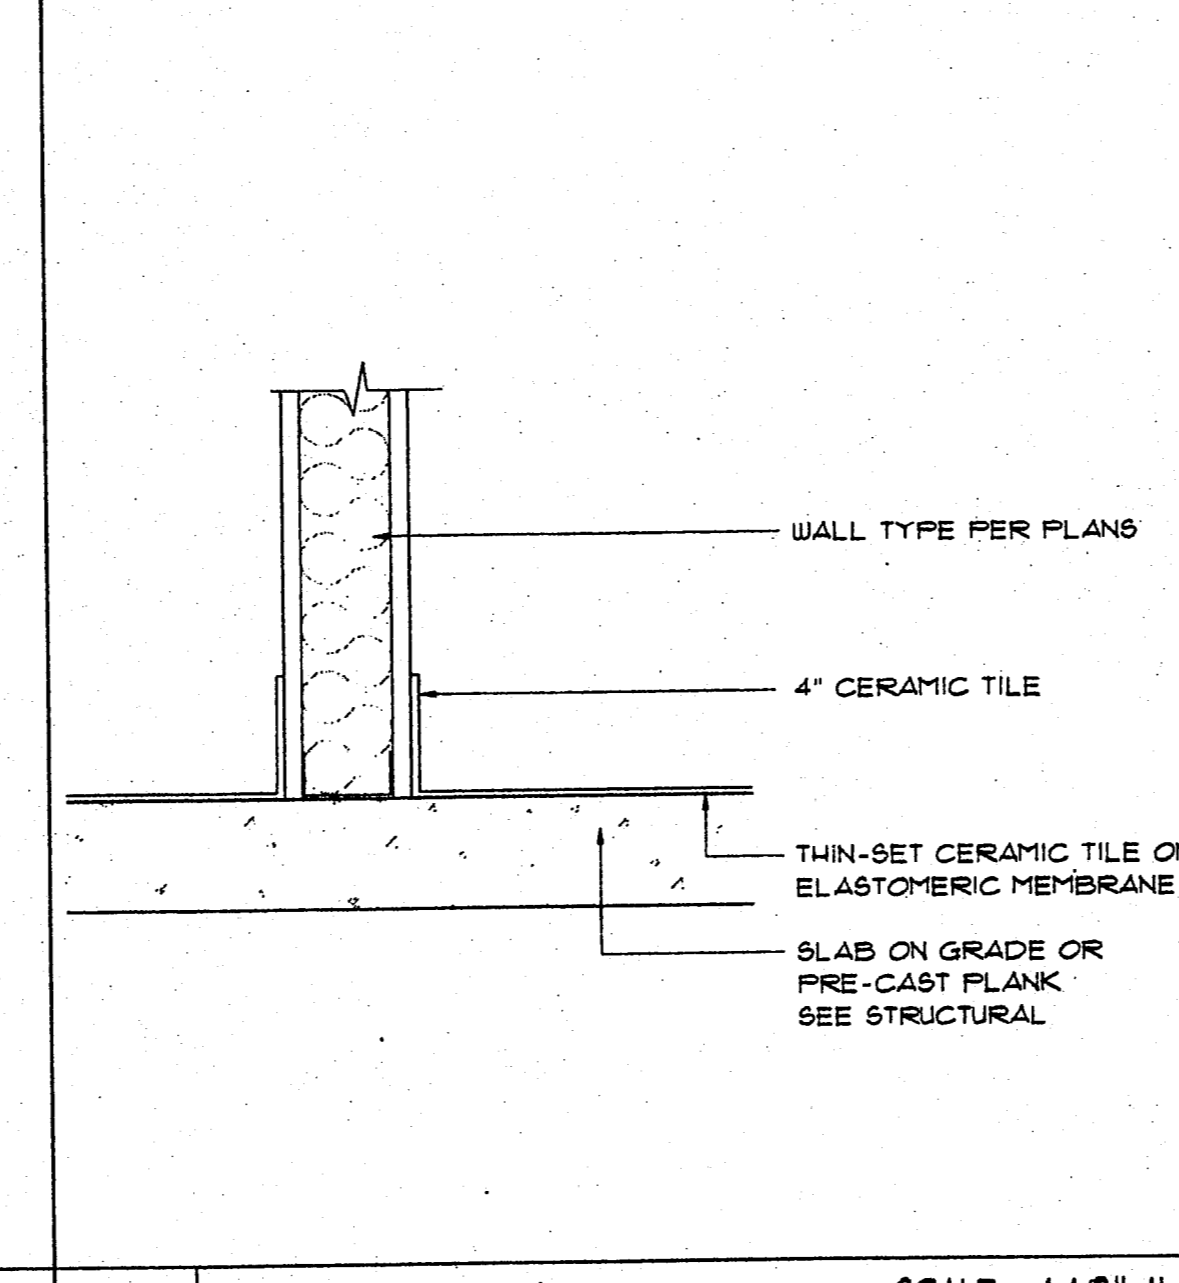 WALL TYPE PER PLANS
4" CERAMIC TILE
THIN-SET CERAMIC TILE
ELASTOMERIC MEMBRANE
SLAB ON GRADE OR
PRE-CAST PLANK
SEE STRUCTURAL